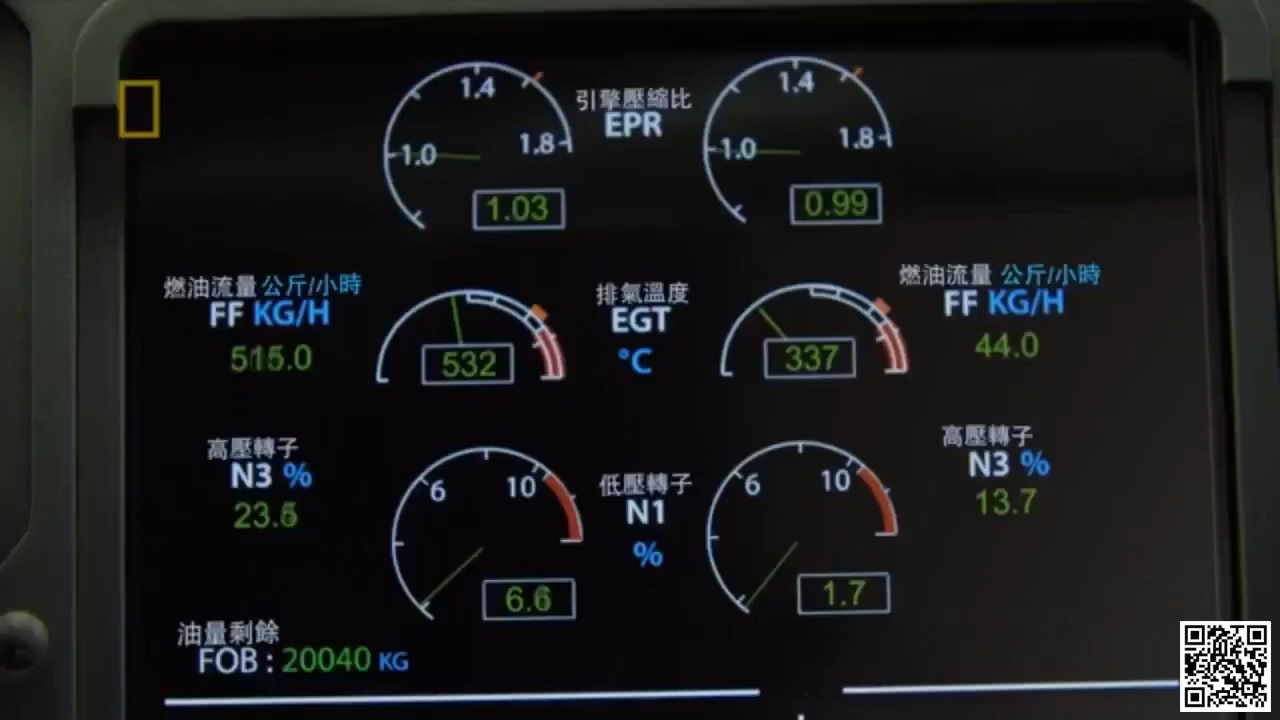 1.4
1.0
1.8
1.03
引擎壓縮比
EPR
1.4
1.0
1.8
0.99
燃油流量 公斤/小時
FF KG/H
515.0
532
排氣溫度
EGT
°C
337
燃油流量 公斤/小時
FF KG/H
44.0
高壓轉子
N3 %
6
10
6.6
低壓轉子
N1
%
6
10
1.7
高壓轉子
N3 %
13.7
油量剩餘
FOB : 20040 KG